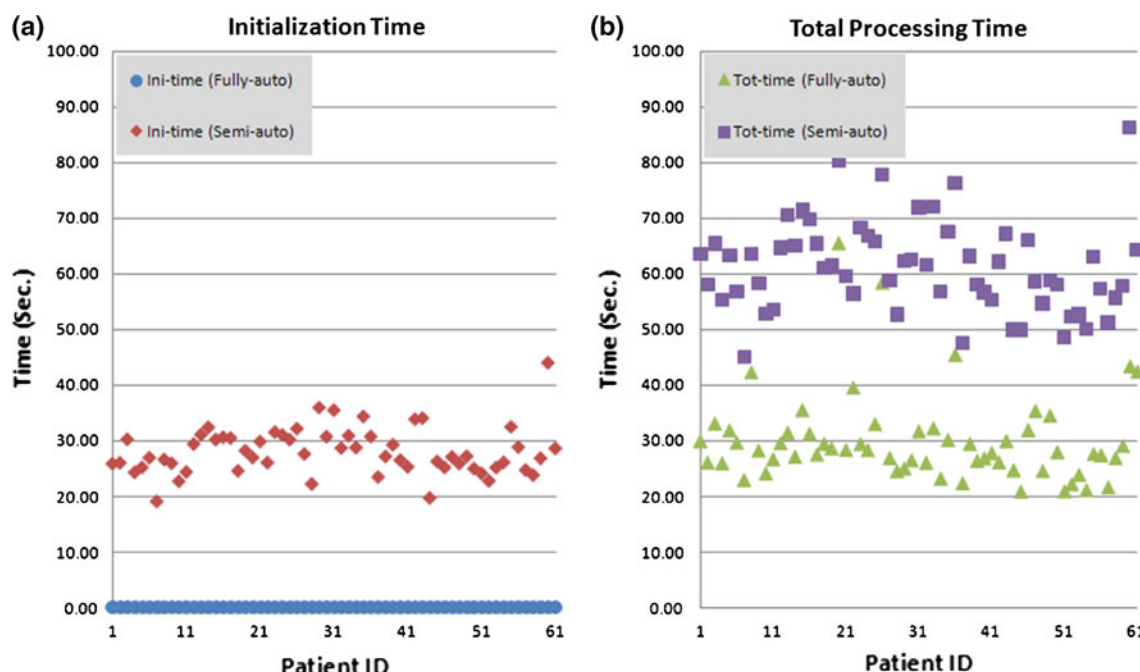 (a)
Initialization Time
100.00
90.00
80.00
70.00
60.00
50.00
40.00
30.00
20.00
10.00
0.00
Time (Sec.)
Ini-time (Fully-auto)
Ini-time (Semi-auto)
1 11 21 31 41 51 61
Patient ID
(b)
Total Processing Time
100.00
90.00
80.00
70.00
60.00
50.00
40.00
30.00
20.00
10.00
0.00
Time (Sec.)
Tot-time (Fully-auto)
Tot-time (Semi-auto)
1 11 21 31 41 51 61
Patient ID